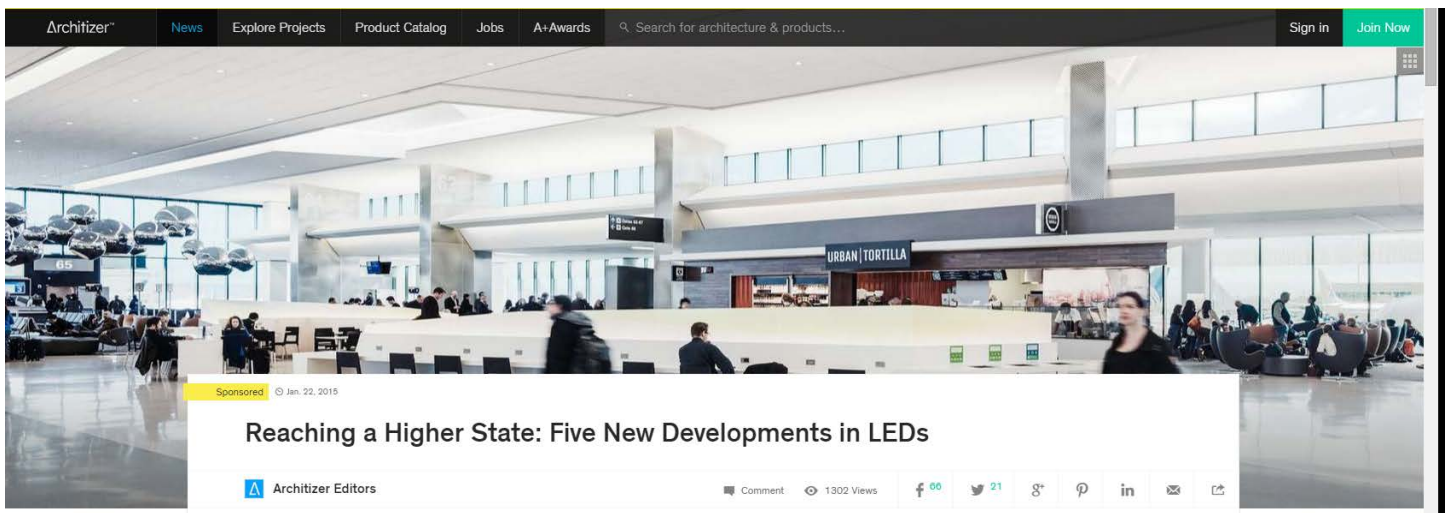 Architizer™ News Explore Projects Product Catalog Jobs A+Awards Search for architecture & products... Sign in Join Now
65
URBAN TORTILLA
Sponsored Jan. 22, 2015
Reaching a Higher State: Five New Developments in LEDs
Architizer Editors Comment 1302 Views 66 21